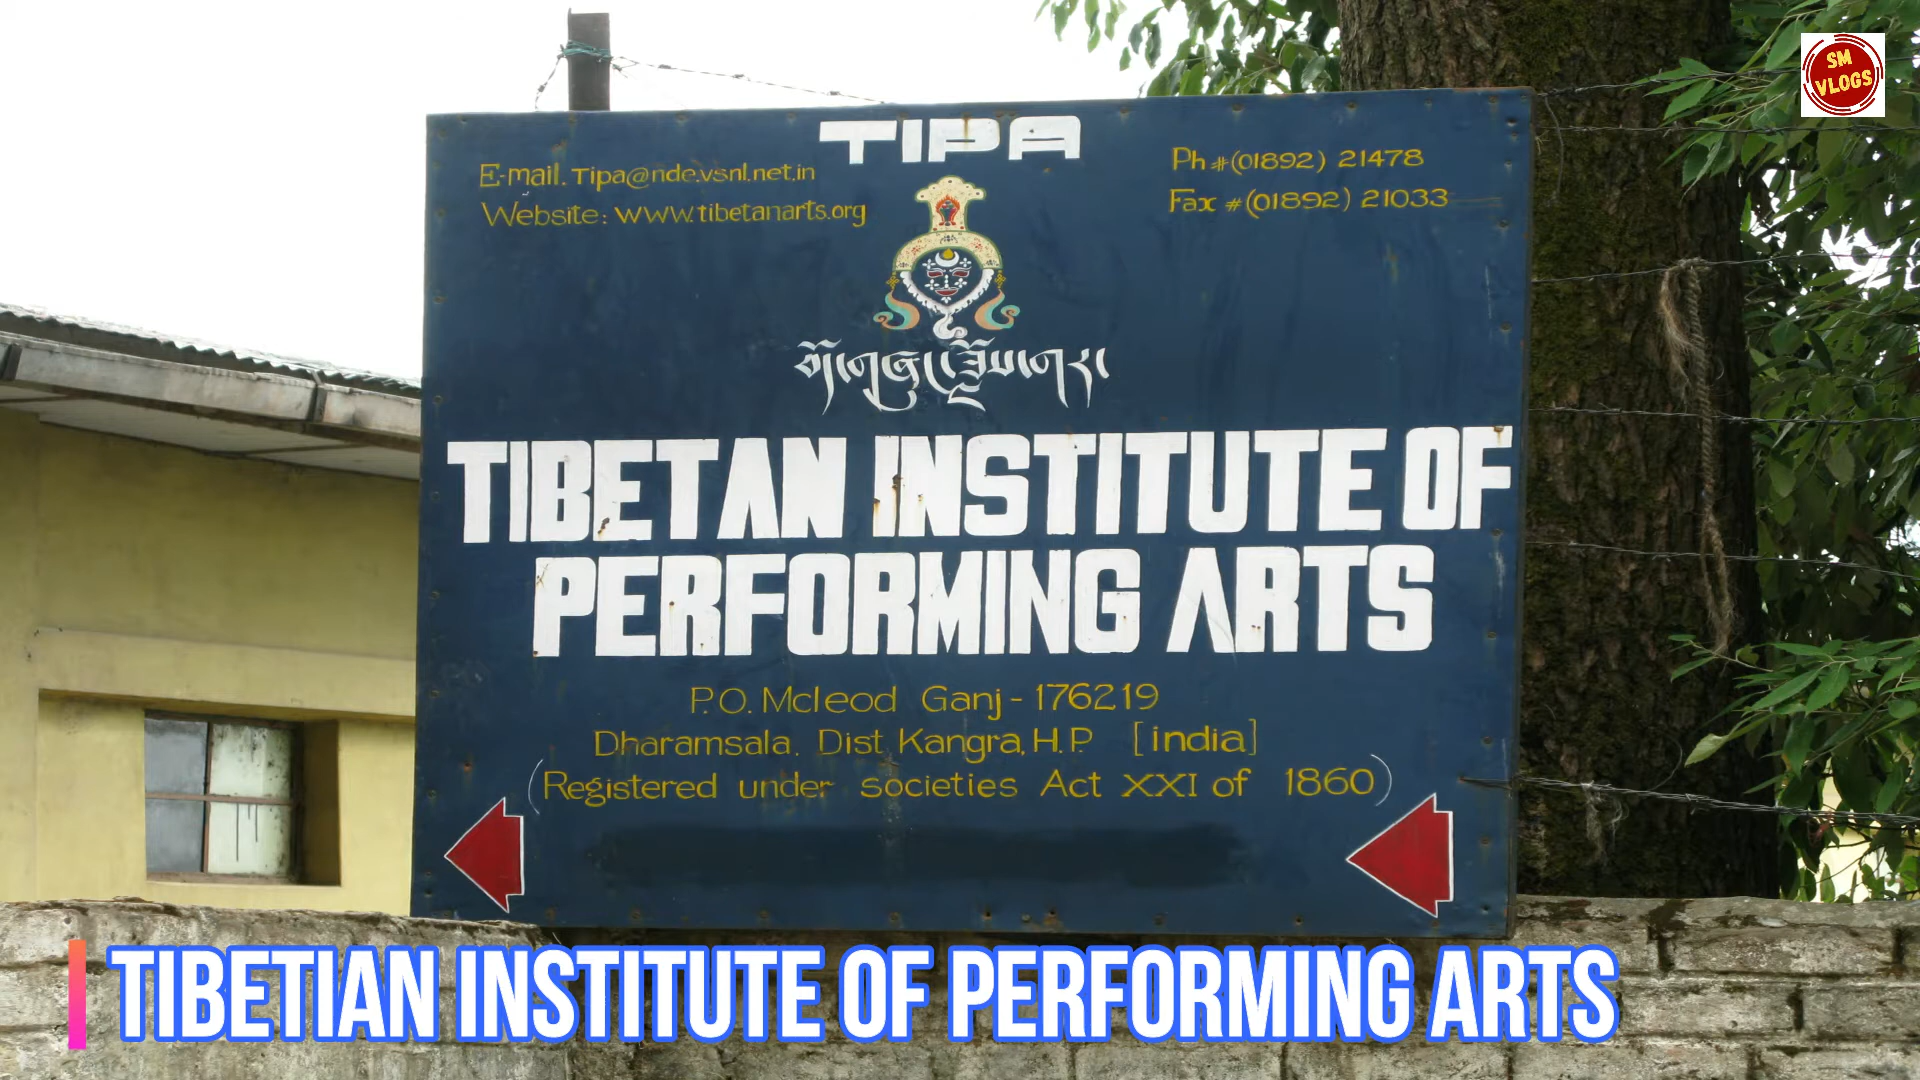 SM
VLOGS
TIPA
E-mail. Tipa@nde.vsnl.net.in
Website: www.tibetanarts.org
Ph #(01892) 21478
Fax #(01892) 21033
TIBETAN INSTITUTE OF
PERFORMING ARTS
P.O. Mcleod Ganj - 176219
Dharamsala. Dist Kangra, H.P. [india]
(Registered under societies Act XXI of 1860)
TIBETIAN INSTITUTE OF PERFORMING ARTS